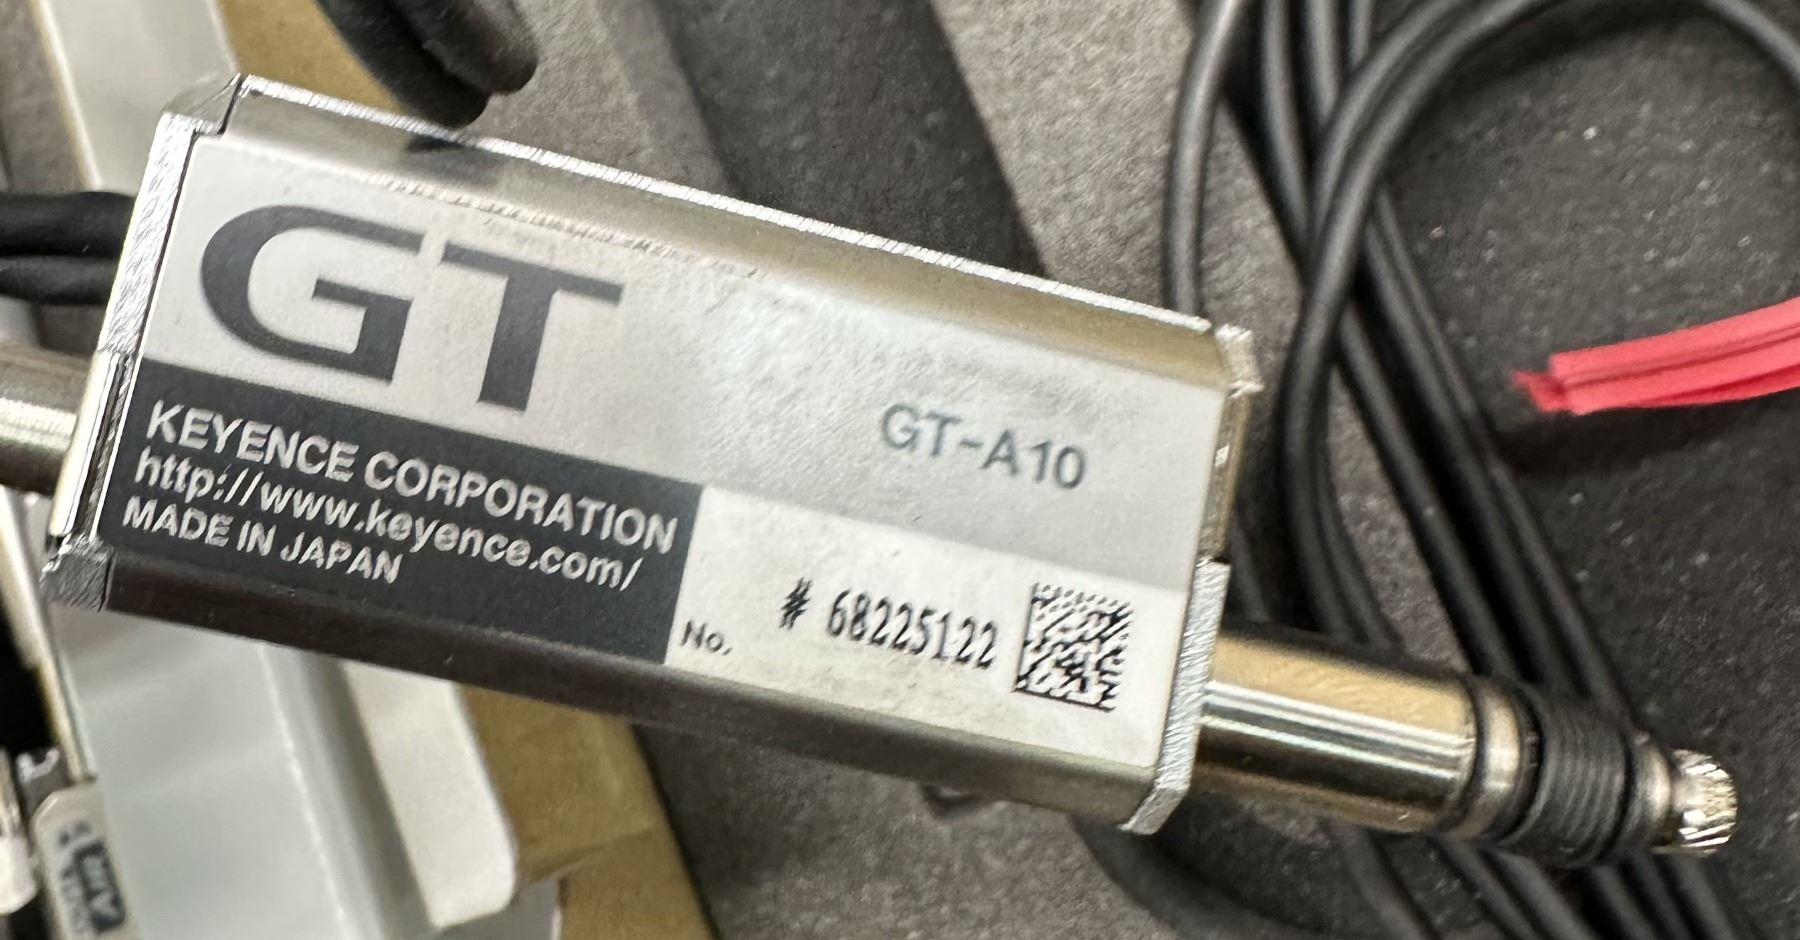 GT
GT-A10
KEYENCE CORPORATION
http://www.keyence.com/
MADE IN JAPAN
No. # 68225122